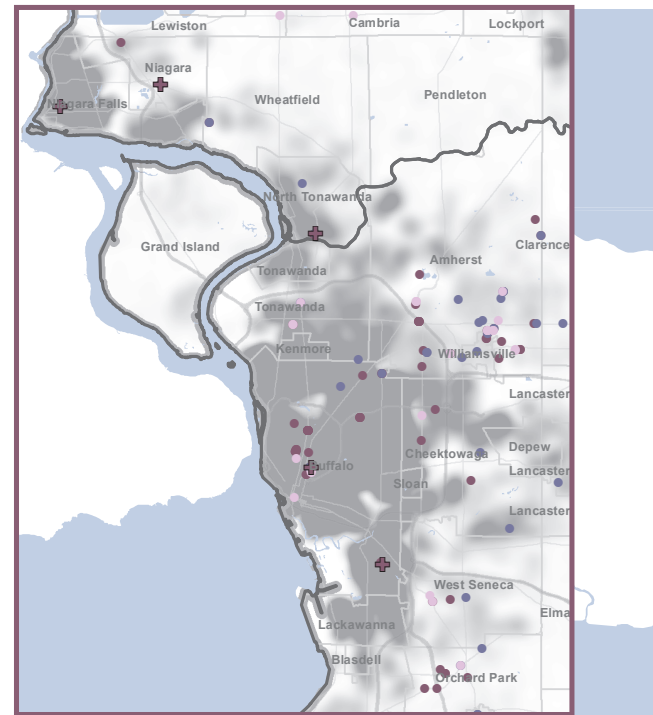 Lewiston
Cambria
Lockport
Niagara
Wheatfield
Pendleton
Niagara Falls
North Tonawanda
Grand Island
Clarence
Amherst
Tonawanda
Tonawanda
Kenmore
Williamsville
Lancaster
Depew
Cheektowaga
Buffalo
Lancaster
Sloan
Lancaster
West Seneca
Elma
Lackawanna
Blasdell
Orchard Park